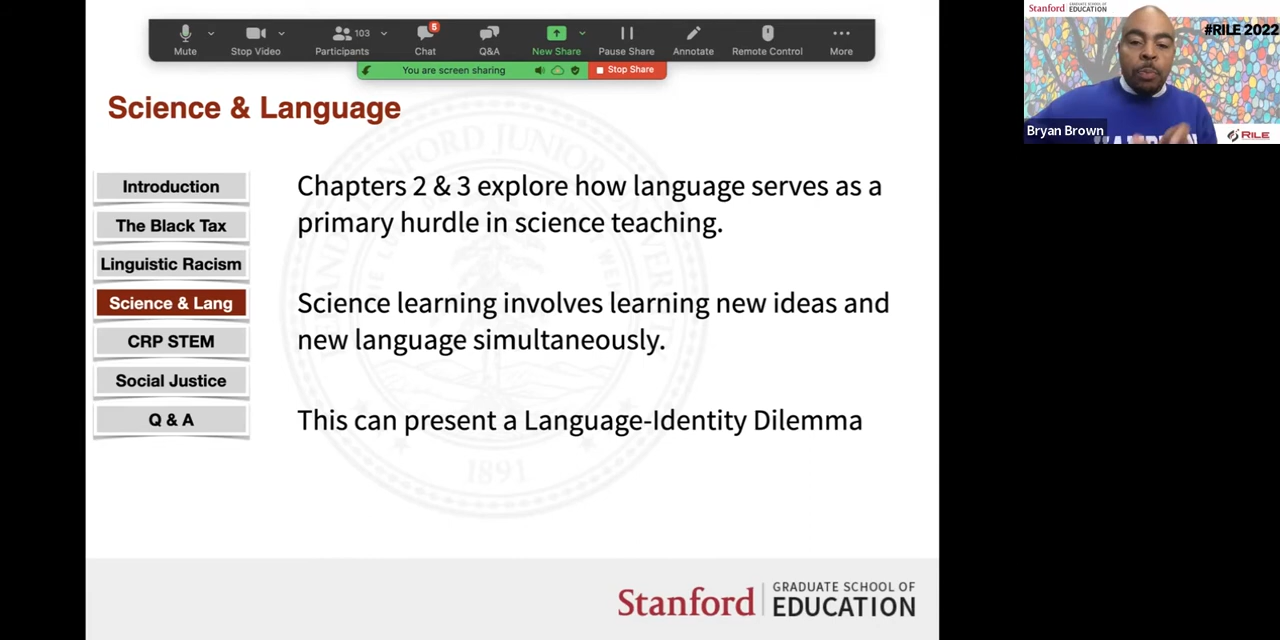 Mute
Stop Video
Participants
103
Chat
5
Q&A
New Share
Pause Share
Annotate
Remote Control
More
You are screen sharing
Stop Share
Stanford
GRADUATE SCHOOL OF
EDUCATION
#RILE 2022
Bryan Brown
RILE
Science & Language
Introduction
The Black Tax
Linguistic Racism
Science & Lang
CRP STEM
Social Justice
Q & A
Chapters 2 & 3 explore how language serves as a
primary hurdle in science teaching.
Science learning involves learning new ideas and
new language simultaneously.
This can present a Language-Identity Dilemma
1891
Stanford
GRADUATE SCHOOL OF
EDUCATION